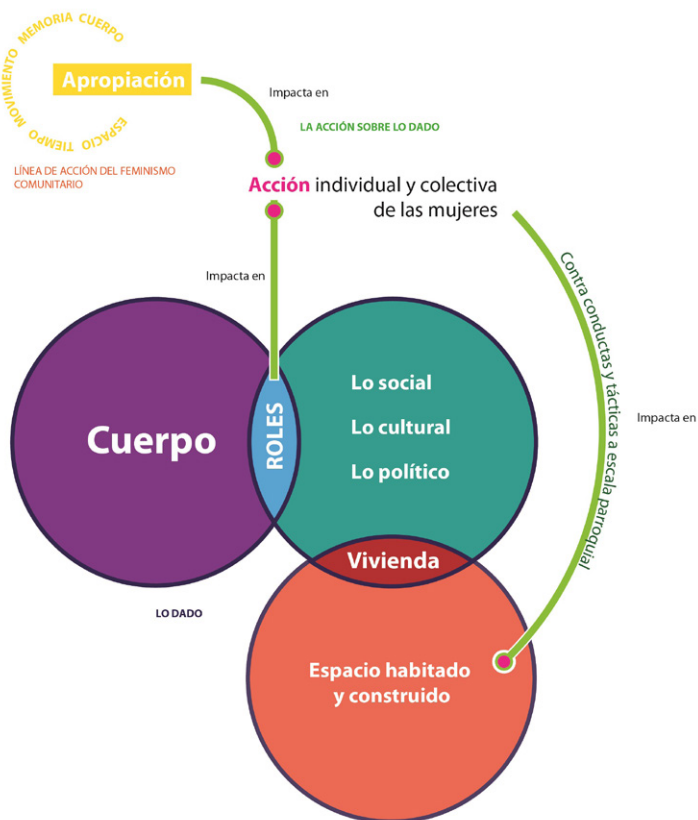 MOVIMIENTO MEMORIA CUERPO
ESPACIO TIEMPO
Apropiación
Impacta en
LA ACCIÓN SOBRE LO DADO
LÍNEA DE ACCIÓN DEL FEMINISMO
COMUNITARIO
Acción individual y colectiva
de las mujeres
Impacta en
Contra conductas y tácticas a escala parroquial
Impacta en
Cuerpo
ROLES
Lo social
Lo cultural
Lo político
Vivienda
LO DADO
Espacio habitado
y construido